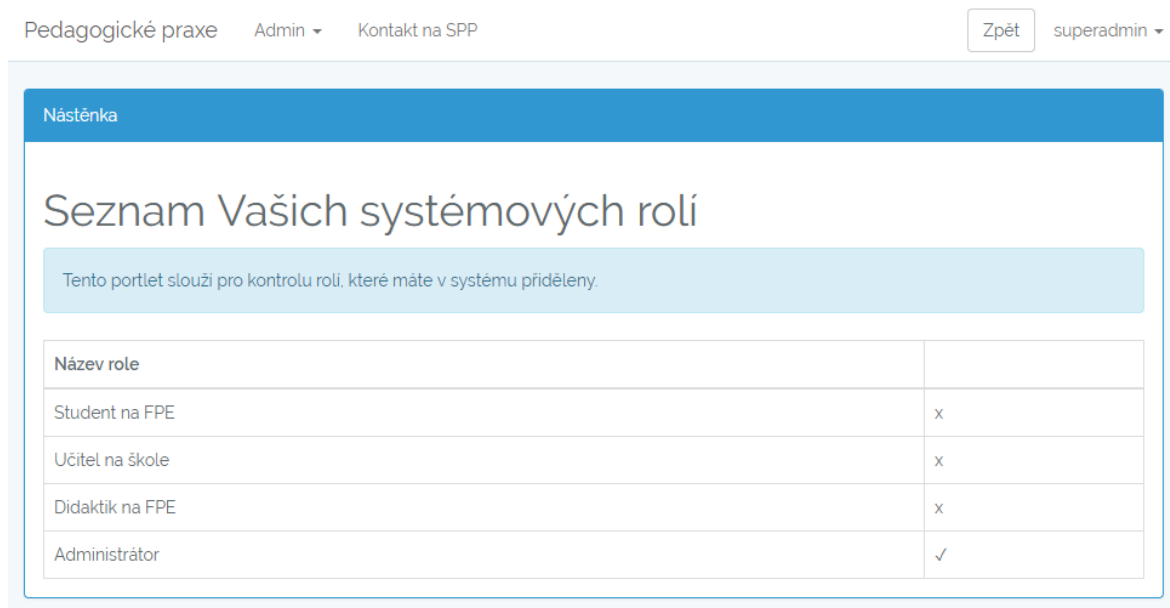 Pedagogické praxe Admin Kontakt na SPP Zpět superadmin
Nástěnka
Seznam Vašich systémových rolí
Tento portlet slouží pro kontrolu rolí, které máte v systému přiděleny.
Název role
Student na FPE x
Učitel na škole x
Didaktik na FPE x
Administrátor ✓